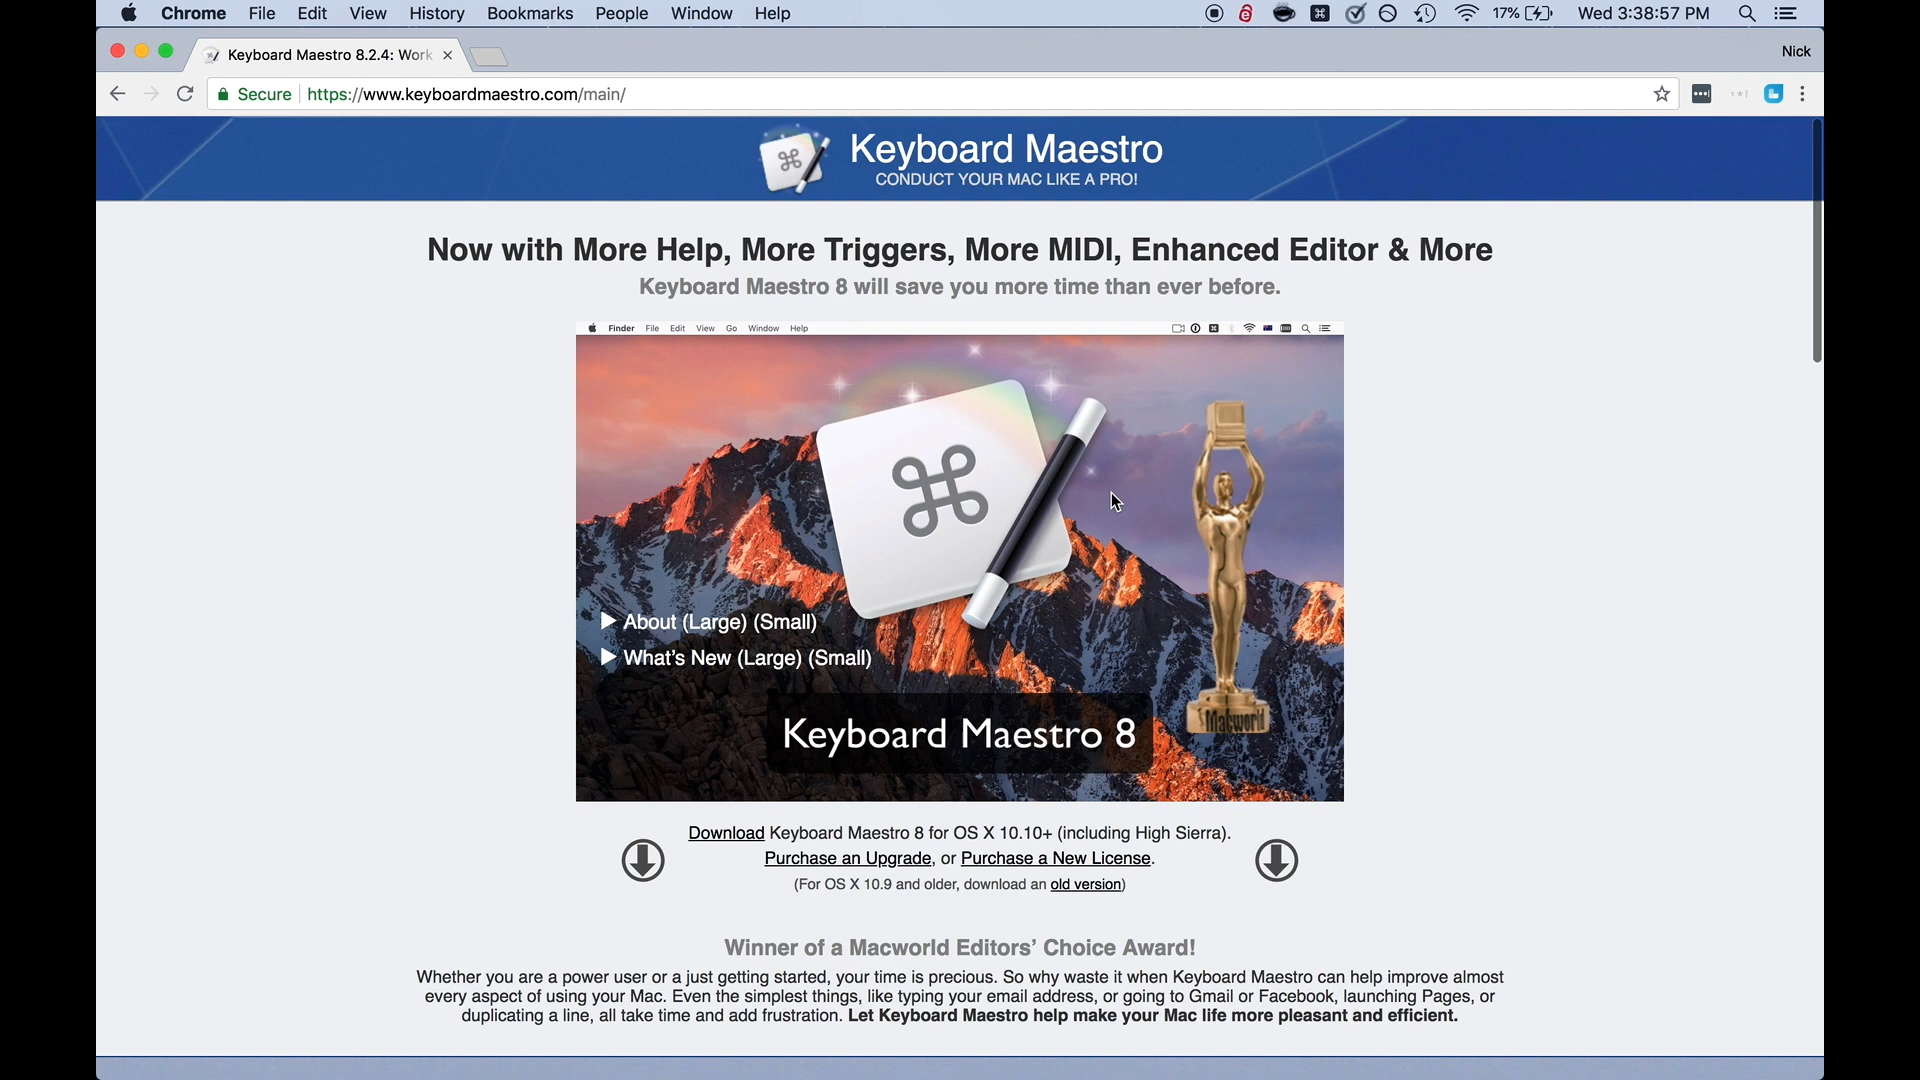 Chrome File Edit View History Bookmarks People Window Help 17% Wed 3:38:57 PM
Keyboard Maestro 8.2.4: Work Nick
Secure https://www.keyboardmaestro.com/main/
Keyboard Maestro
CONDUCT YOUR MAC LIKE A PRO!
Now with More Help, More Triggers, More MIDI, Enhanced Editor & More
Keyboard Maestro 8 will save you more time than ever before.
Finder File Edit View Go Window Help
About (Large) (Small)
What's New (Large) (Small)
Macworld
Keyboard Maestro 8
Download Keyboard Maestro 8 for OS X 10.10+ (including High Sierra).
Purchase an Upgrade, or Purchase a New License.
(For OS X 10.9 and older, download an old version)
Winner of a Macworld Editors' Choice Award!
Whether you are a power user or a just getting started, your time is precious. So why waste it when Keyboard Maestro can help improve almost
every aspect of using your Mac. Even the simplest things, like typing your email address, or going to Gmail or Facebook, launching Pages, or
duplicating a line, all take time and add frustration. Let Keyboard Maestro help make your Mac life more pleasant and efficient.